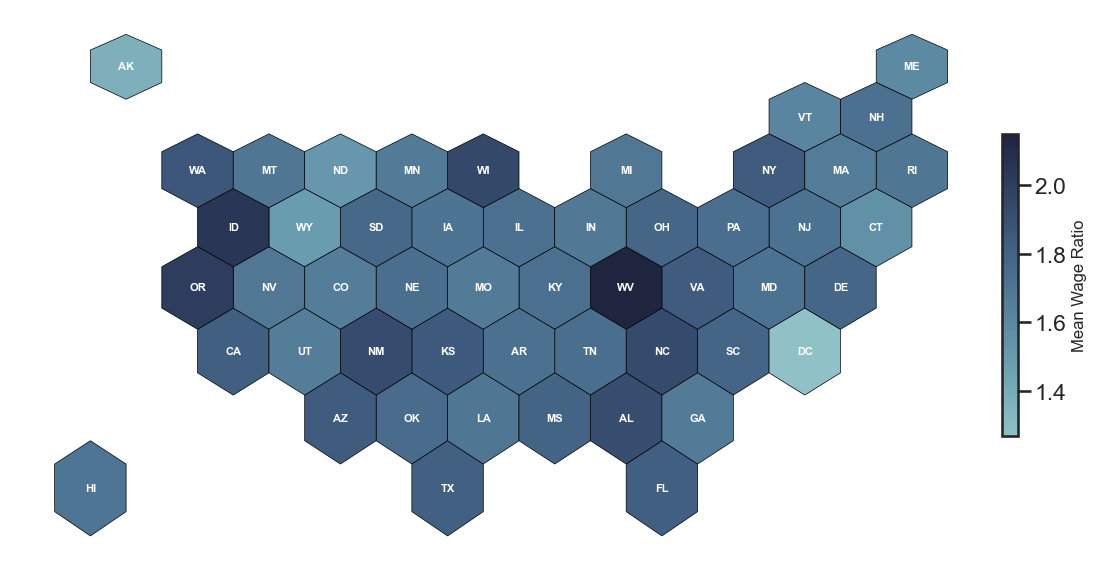 AK
ME
VT
NH
WA
MT
ND
MN
WI
MI
NY
MA
RI
ID
WY
SD
IA
IL
IN
OH
PA
NJ
CT
OR
NV
CO
NE
MO
KY
WV
VA
MD
DE
CA
UT
NM
KS
AR
TN
NC
SC
DC
AZ
OK
LA
MS
AL
GA
HI
TX
FL
2.0
1.8
1.6
1.4
Mean Wage Ratio